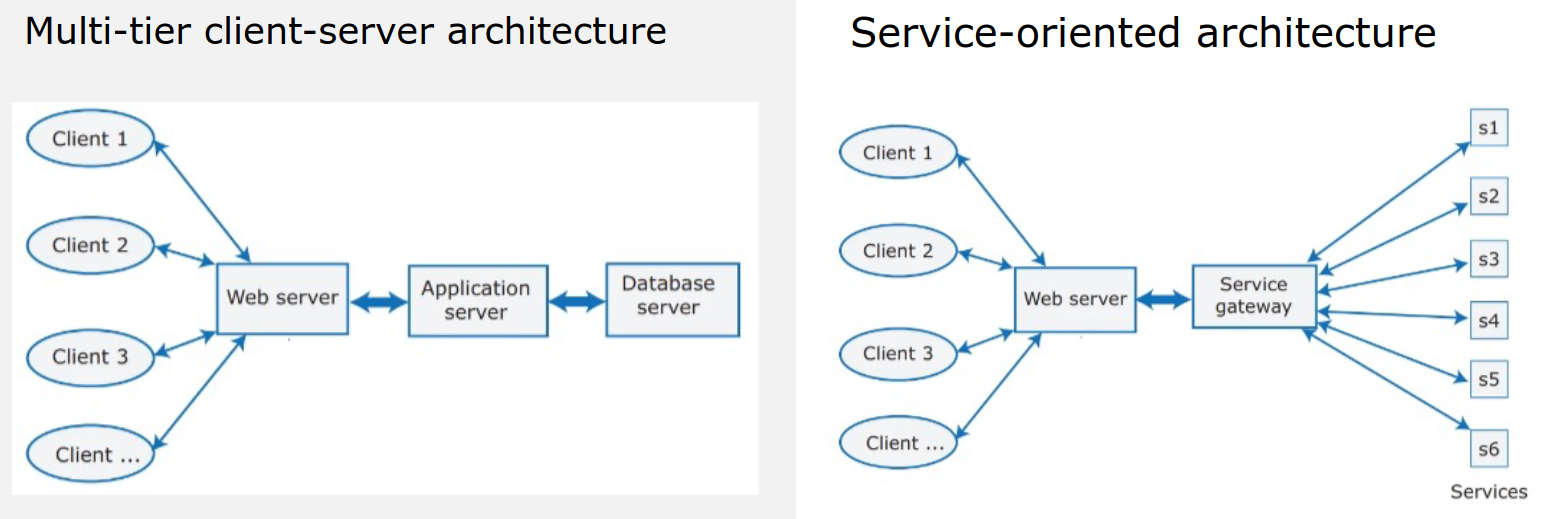 Multi-tier client-server architecture
Client 1
Client 2
Client 3
Client ...
Web server
Application
server
Database
server
Service-oriented architecture
Client 1
Client 2
Client 3
Client ...
Web server
Service
gateway
s1
s2
s3
s4
s5
s6
Services